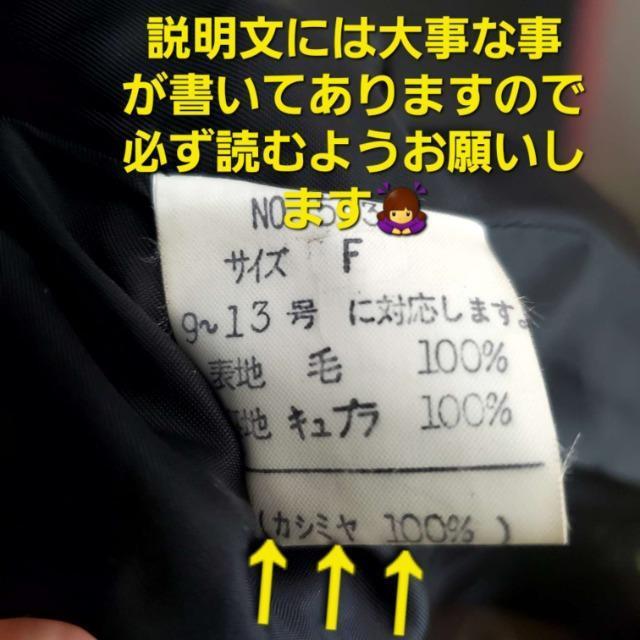 説明文には大事な事
が書いてありますので
必ず読むようお願いし
ます🙇‍♀️
NO
サイズ F
9~13号 に対応します
表地 毛 100%
地 キュプラ 100%
(カシミヤ 100%)
↑ ↑ ↑